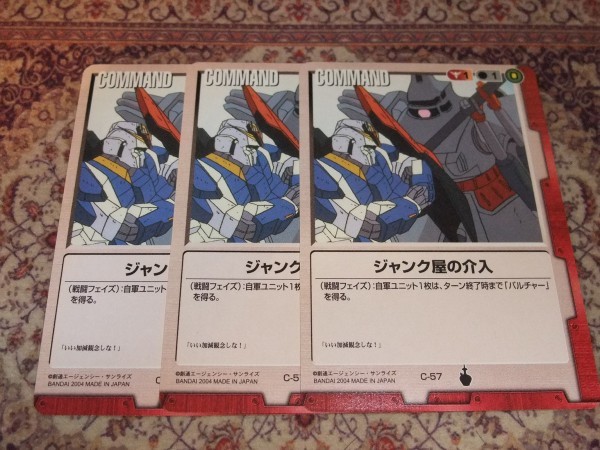 COMMAND
ジャンク
(戦闘フェイズ):自軍ユニット1
を得る。
「いい加減観念しな！」
©創通エージェンシー・サンライズ
BANDAI 2004 MADE IN JAPAN
C
COMMAND
ジャンク
(戦闘フェイズ):自軍ユニット1枚
を得る。
「いい加減観念しな！」
©創通エージェンシー・サンライズ
BANDAI 2004 MADE IN JAPAN
C-5
COMMAND
1 1
ジャンク屋の介入
(戦闘フェイズ):自軍ユニット1枚は、ターン終了時まで「バルチャー」
を得る。
「いい加減観念しな！」
©創通エージェンシー・サンライズ
BANDAI 2004 MADE IN JAPAN
C-57